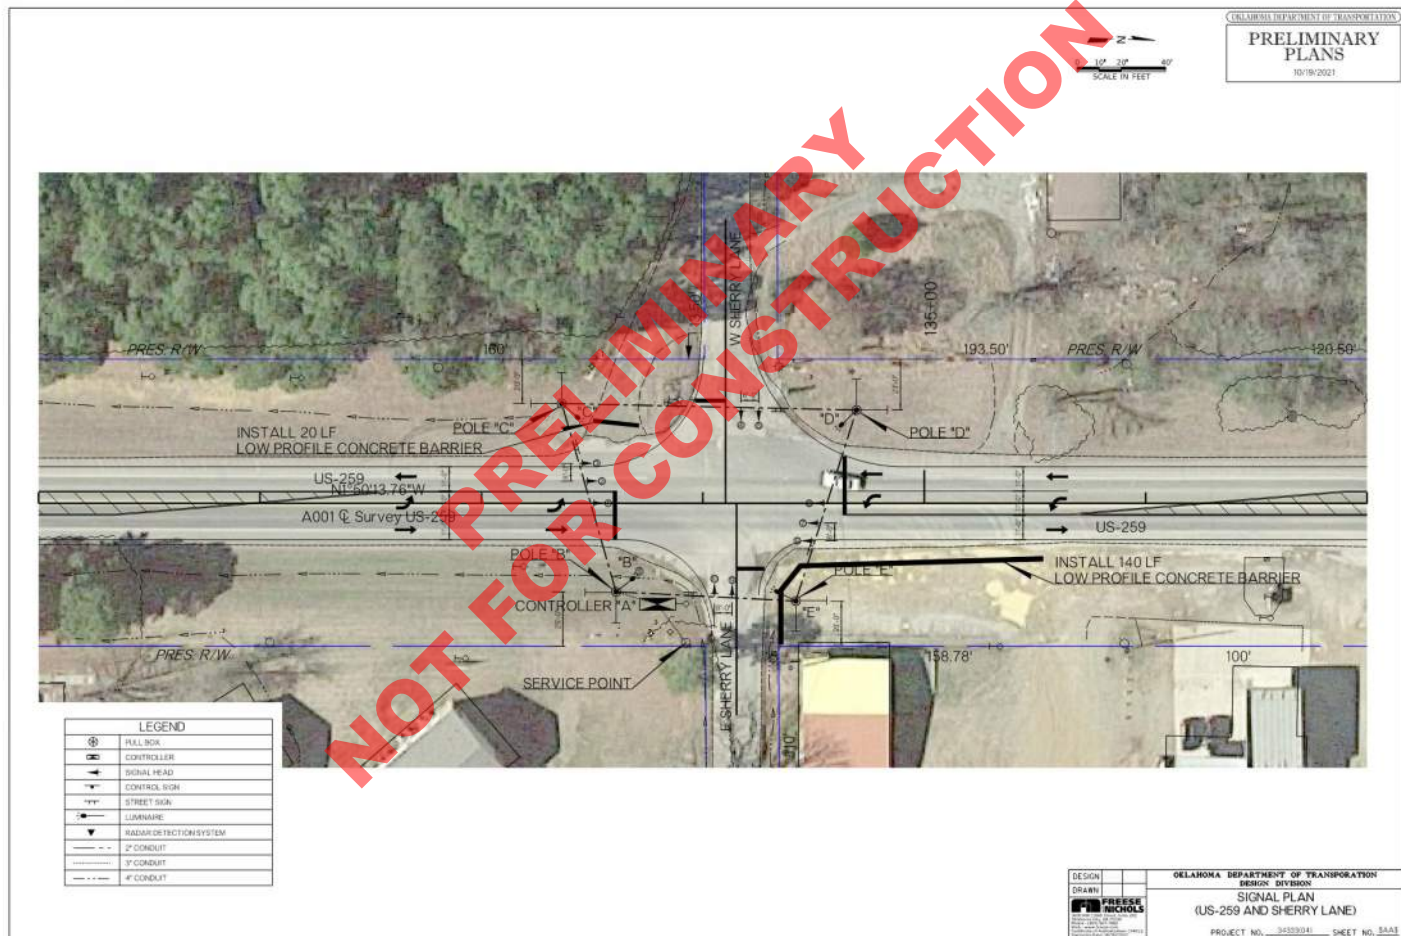 OKLAHOMA DEPARTMENT OF TRANSPORTATION
PRELIMINARY
PLANS
10/19/2021
N
0 10' 20' 40'
SCALE IN FEET
PRELIMINARY
NOT FOR CONSTRUCTION
W SHERRY LANE
135+00
PRES. R/W
160'
193.50'
PRES. R/W
120.50'
"C"
POLE "C"
"D"
POLE "D"
INSTALL 20 LF
LOW PROFILE CONCRETE BARRIER
US-259
N1°50'13.76"W
A001 ℄ Survey US-259
US-259
POLE "B"
"B"
CONTROLLER "A"
POLE "E"
"E"
INSTALL 140 LF
LOW PROFILE CONCRETE BARRIER
PRES. R/W
E SHERRY LANE
158.78'
100'
SERVICE POINT
LEGEND
PULL BOX
CONTROLLER
SIGNAL HEAD
CONTROL SIGN
STREET SIGN
LUMINAIRE
RADAR DETECTION SYSTEM
2" CONDUIT
3" CONDUIT
4" CONDUIT
DESIGN
DRAWN
FREESE
NICHOLS
OKLAHOMA DEPARTMENT OF TRANSPORATION
DESIGN DIVISION
SIGNAL PLAN
(US-259 AND SHERRY LANE)
PROJECT NO. SHEET NO.